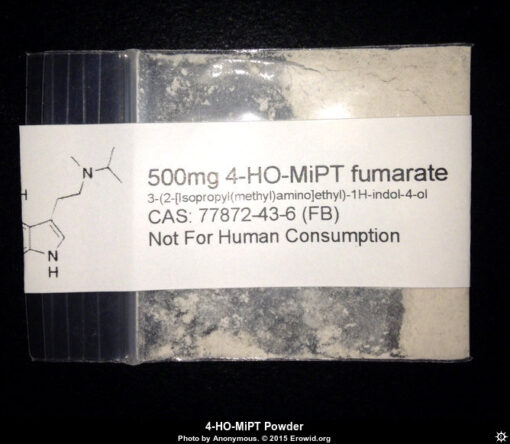 500mg 4-HO-MiPT fumarate
3-(2-[Isopropyl(methyl)amino]ethyl)-1H-indol-4-ol
CAS: 77872-43-6 (FB)
Not For Human Consumption
N
H
N
H
4-HO-MiPT Powder
Photo by Anonymous. © 2015 Erowid.org